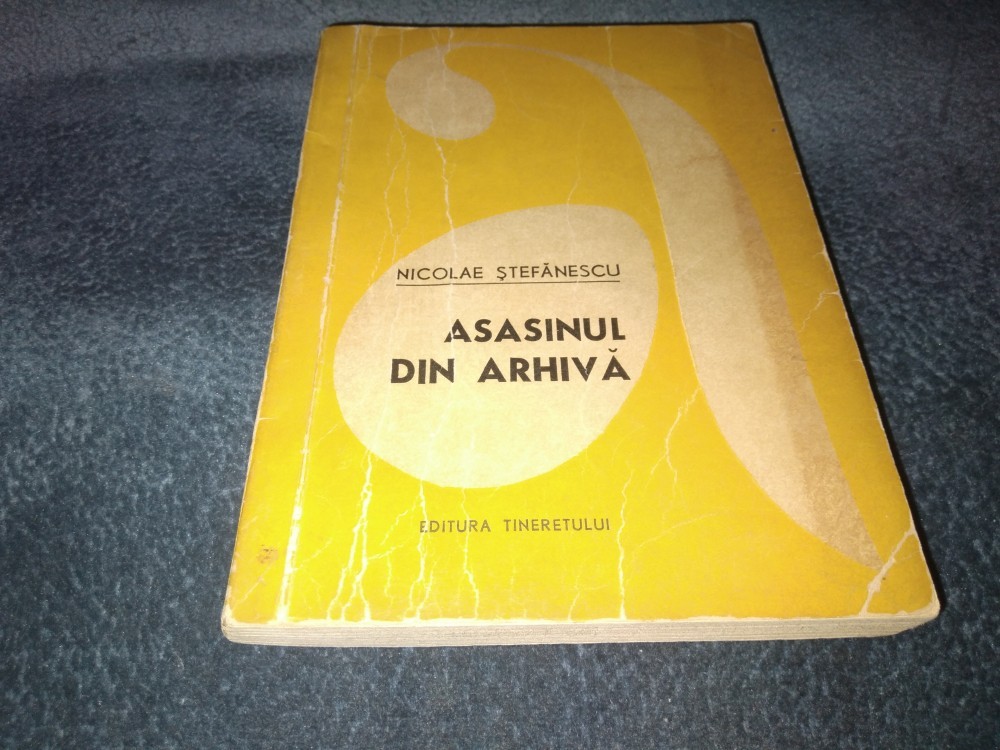 NICOLAE ŞTEFĂNESCU
ASASINUL
DIN ARHIVĂ
EDITURA TINERETULUI